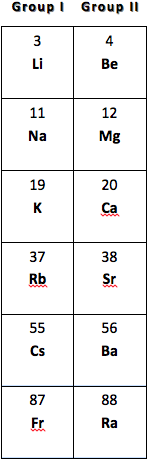 Group I Group II
3 4
Li Be
11 12
Na Mg
19 20
K Ca
37 38
Rb Sr
55 56
Cs Ba
87 88
Fr Ra